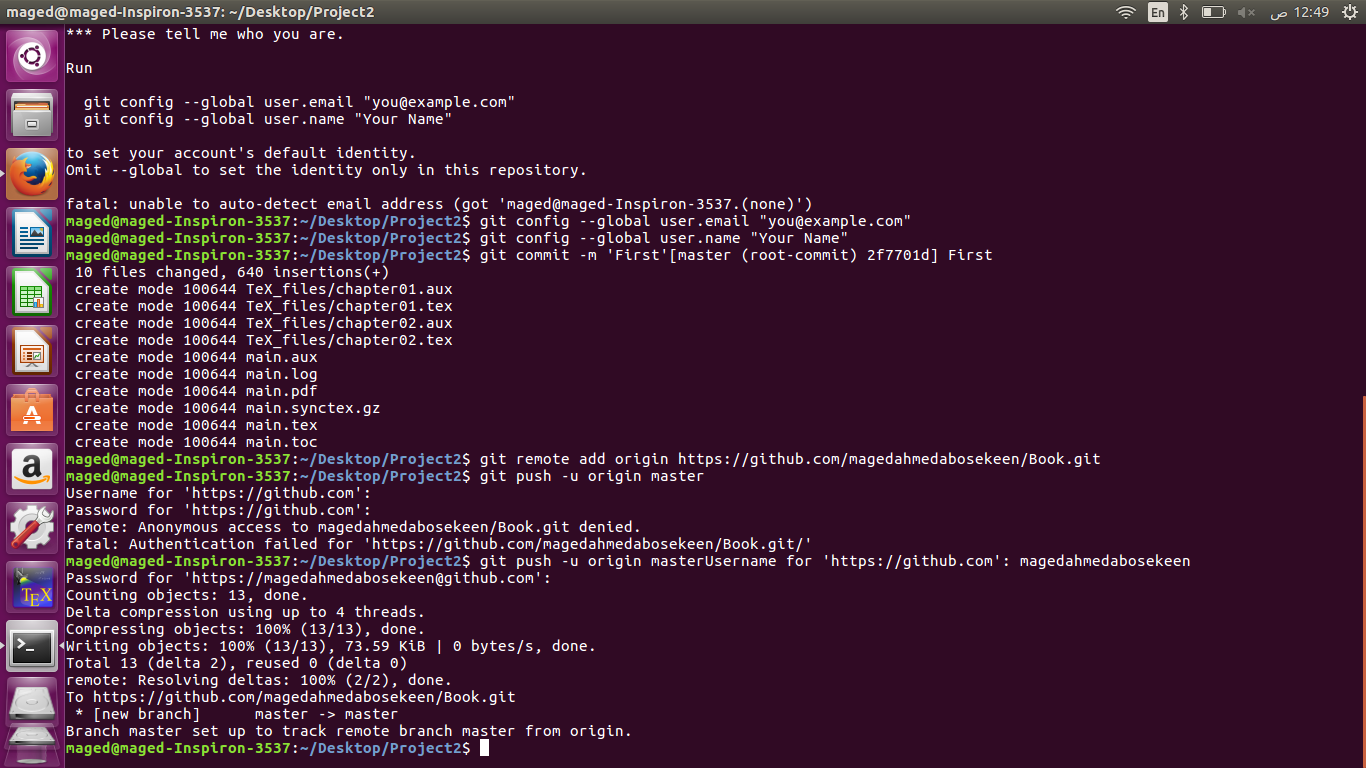 maged@maged-Inspiron-3537: ~/Desktop/Project2
En
12:49 ص
*** Please tell me who you are.
Run
git config --global user.email "you@example.com"
git config --global user.name "Your Name"
to set your account's default identity.
Omit --global to set the identity only in this repository.
fatal: unable to auto-detect email address (got 'maged@maged-Inspiron-3537.(none)')
maged@maged-Inspiron-3537:~/Desktop/Project2$ git config --global user.email "you@example.com"
maged@maged-Inspiron-3537:~/Desktop/Project2$ git config --global user.name "Your Name"
maged@maged-Inspiron-3537:~/Desktop/Project2$ git commit -m 'First'[master (root-commit) 2f7701d] First
10 files changed, 640 insertions(+)
create mode 100644 TeX_files/chapter01.aux
create mode 100644 TeX_files/chapter01.tex
create mode 100644 TeX_files/chapter02.aux
create mode 100644 TeX_files/chapter02.tex
create mode 100644 main.aux
create mode 100644 main.log
create mode 100644 main.pdf
create mode 100644 main.synctex.gz
create mode 100644 main.tex
create mode 100644 main.toc
maged@maged-Inspiron-3537:~/Desktop/Project2$ git remote add origin https://github.com/magedahmedabosekeen/Book.git
maged@maged-Inspiron-3537:~/Desktop/Project2$ git push -u origin master
Username for 'https://github.com':
Password for 'https://github.com':
remote: Anonymous access to magedahmedabosekeen/Book.git denied.
fatal: Authentication failed for 'https://github.com/magedahmedabosekeen/Book.git/'
maged@maged-Inspiron-3537:~/Desktop/Project2$ git push -u origin masterUsername for 'https://github.com': magedahmedabosekeen
Password for 'https://magedahmedabosekeen@github.com':
Counting objects: 13, done.
Delta compression using up to 4 threads.
Compressing objects: 100% (13/13), done.
Writing objects: 100% (13/13), 73.59 KiB | 0 bytes/s, done.
Total 13 (delta 2), reused 0 (delta 0)
remote: Resolving deltas: 100% (2/2), done.
To https://github.com/magedahmedabosekeen/Book.git
* [new branch]      master -> master
Branch master set up to track remote branch master from origin.
maged@maged-Inspiron-3537:~/Desktop/Project2$
TEX